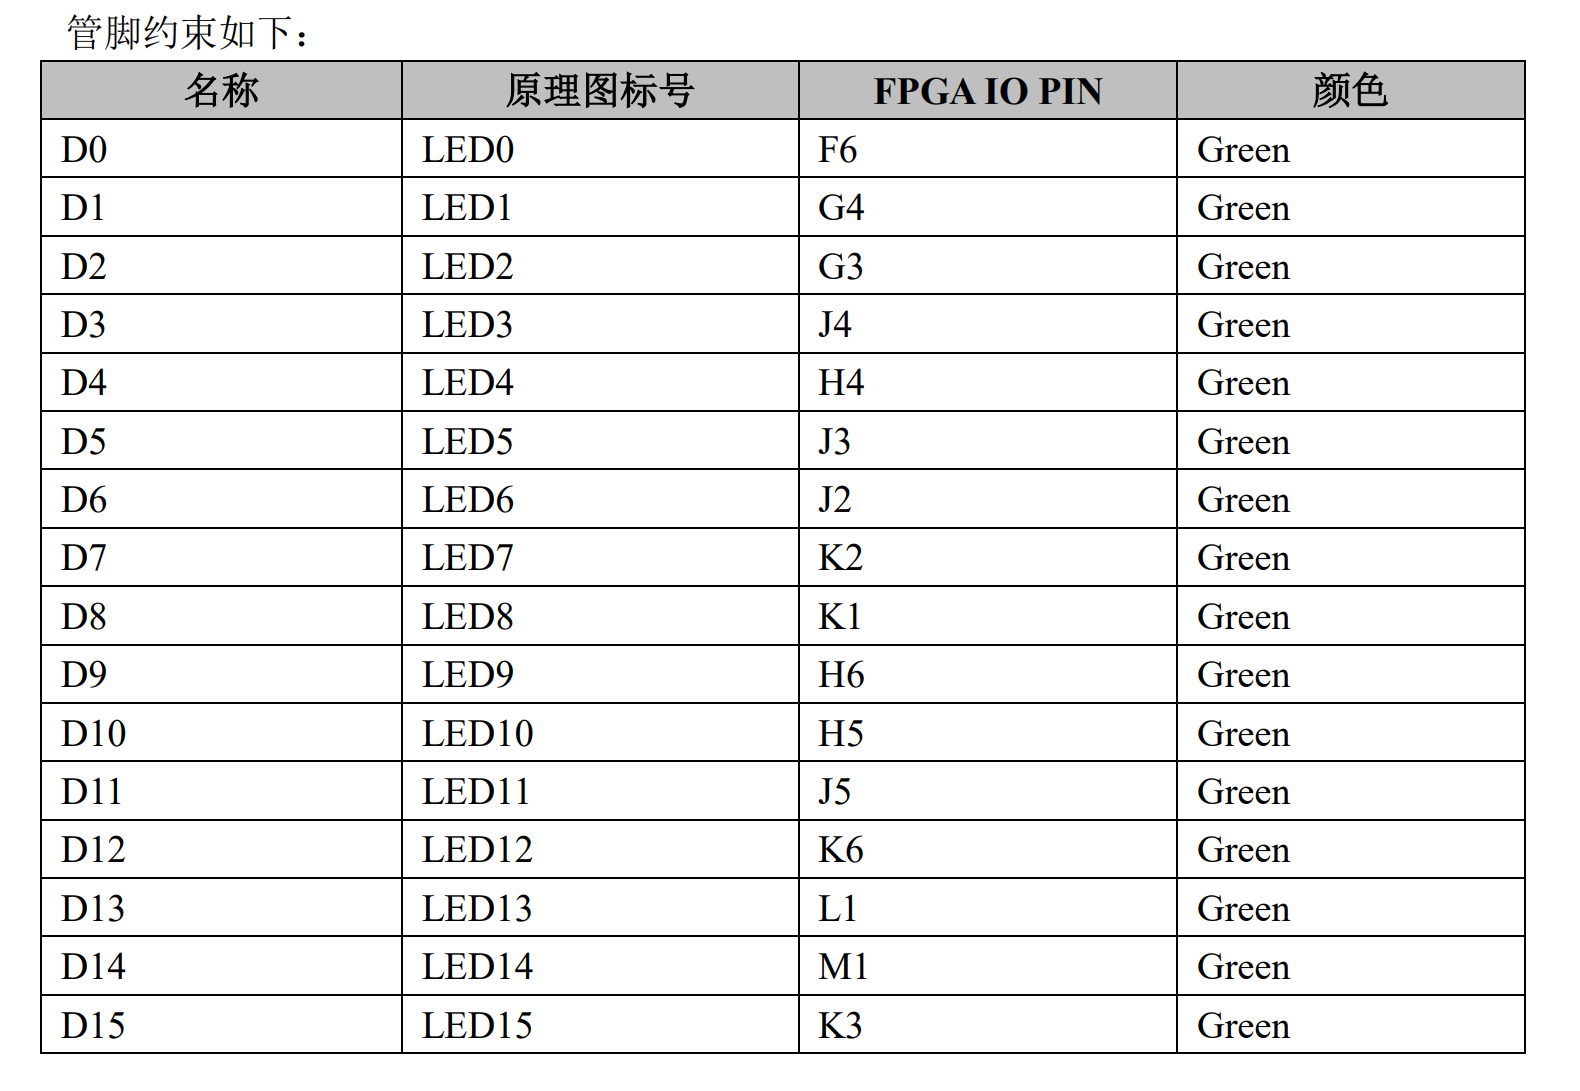 管脚约束如下：
名称 原理图标号 FPGA IO PIN 颜色
D0 LED0 F6 Green
D1 LED1 G4 Green
D2 LED2 G3 Green
D3 LED3 J4 Green
D4 LED4 H4 Green
D5 LED5 J3 Green
D6 LED6 J2 Green
D7 LED7 K2 Green
D8 LED8 K1 Green
D9 LED9 H6 Green
D10 LED10 H5 Green
D11 LED11 J5 Green
D12 LED12 K6 Green
D13 LED13 L1 Green
D14 LED14 M1 Green
D15 LED15 K3 Green